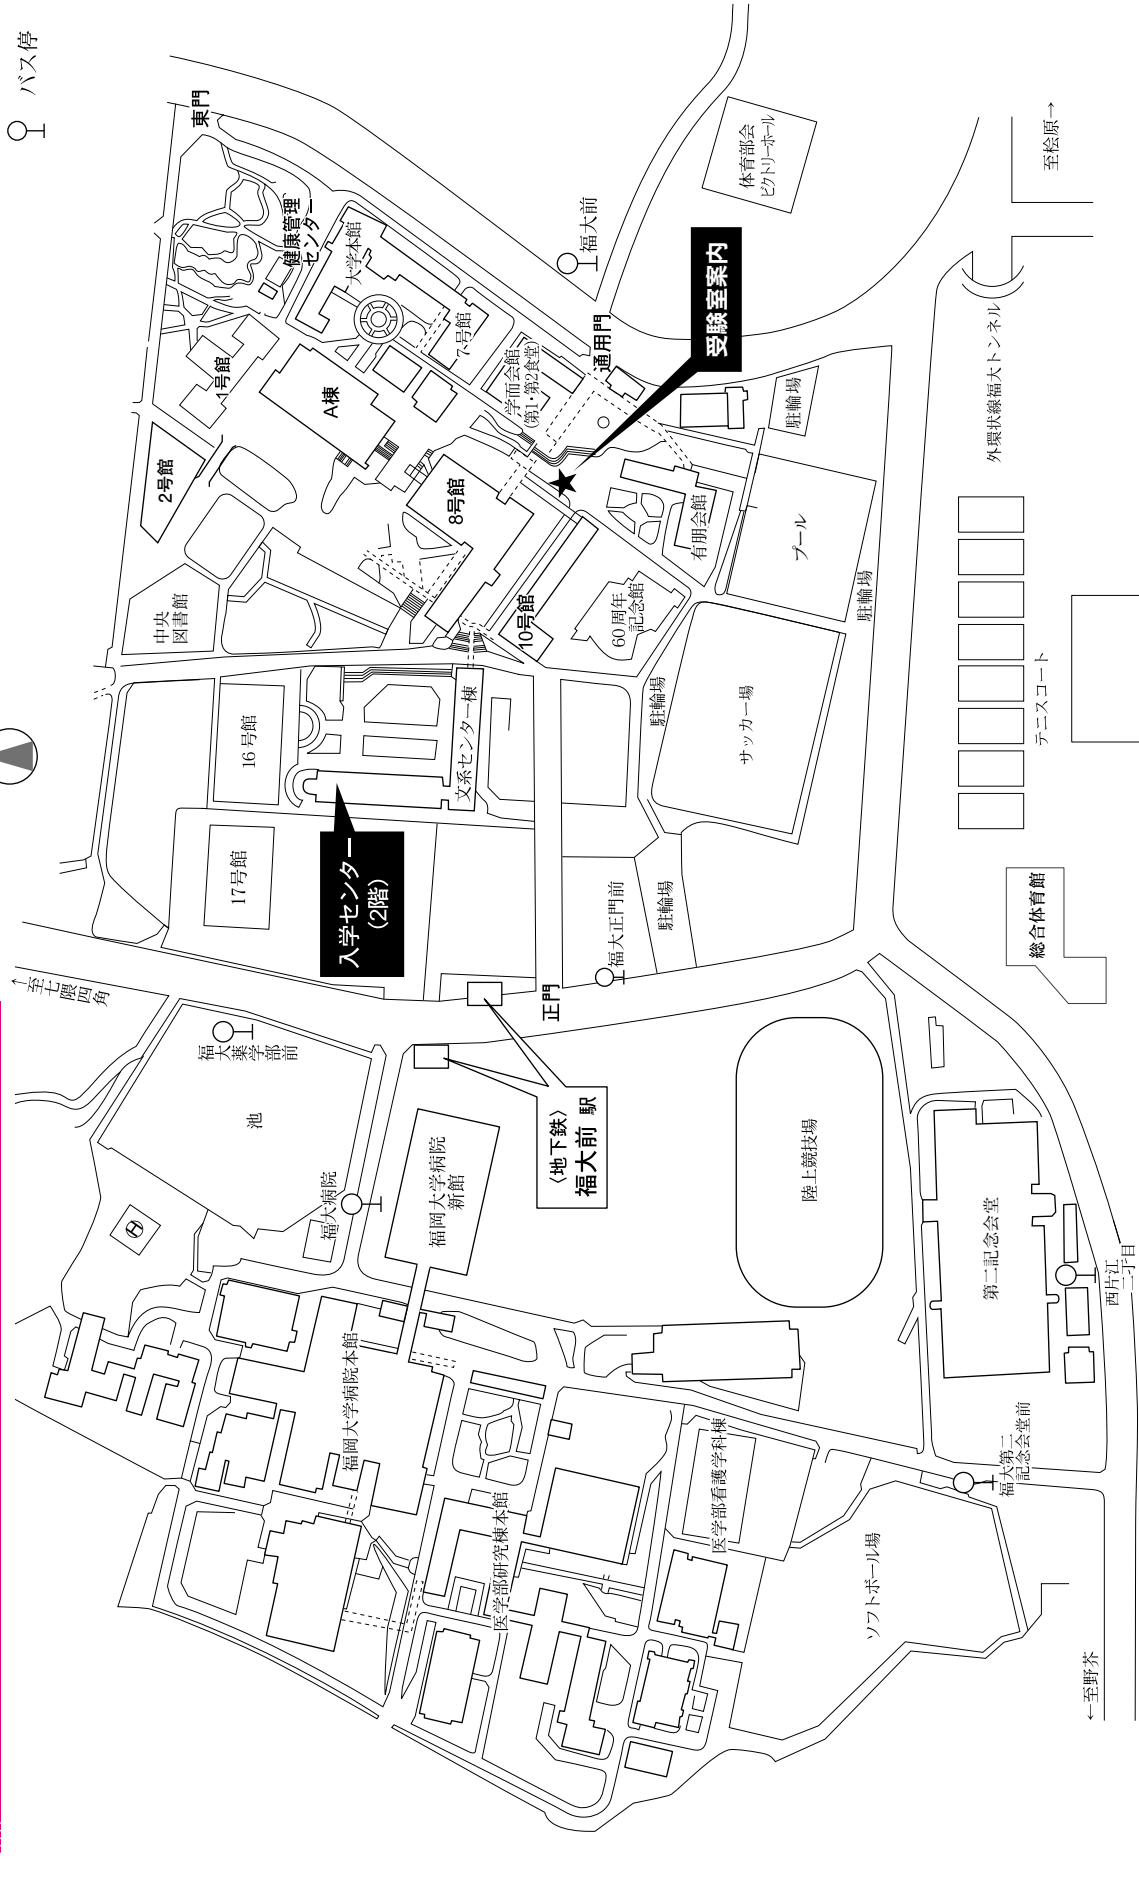 バス停
東門
健康管理
センター
大学本館
1号館
2号館
A棟
7号館
学而会館
(第1・第2食堂)
通用門
福大前
体育部会
ビクトリーホール
至桧原→
受験室案内
駐輪場
外環状線福大トンネル
8号館
10号館
有朋会館
60周年
記念館
プール
駐輪場
中央
図書館
16号館
文系センター棟
駐輪場
サッカー場
テニスコート
17号館
入学センター
(2階)
福大正門前
駐輪場
総合体育館
←至七隈四角
正門
福大薬学部前
池
〈地下鉄〉
福大前 駅
福大病院
福岡大学病院
新館
陸上競技場
第二記念会堂
西片江
二丁目
福岡大学病院本館
医学部研究棟本館
医学部看護学科棟
福大第二
記念会堂前
ソフトボール場
←至野芥
H